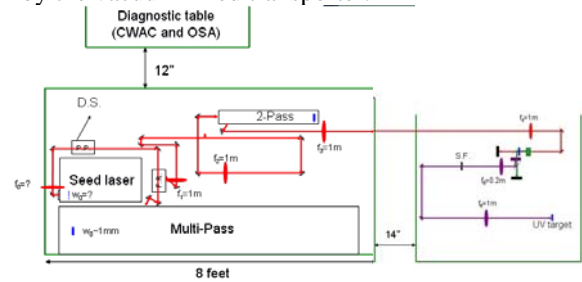 Diagnostic table
(CWAC and OSA)
12"
D.S.
P.P.
2-Pass
f=1m
f=1m
f=1m
S.F.
f=?
Seed laser
w₀=?
f=1m
f=0.2m
f=1m
UV target
Multi-Pass
w₀~1mm
14"
8 feet